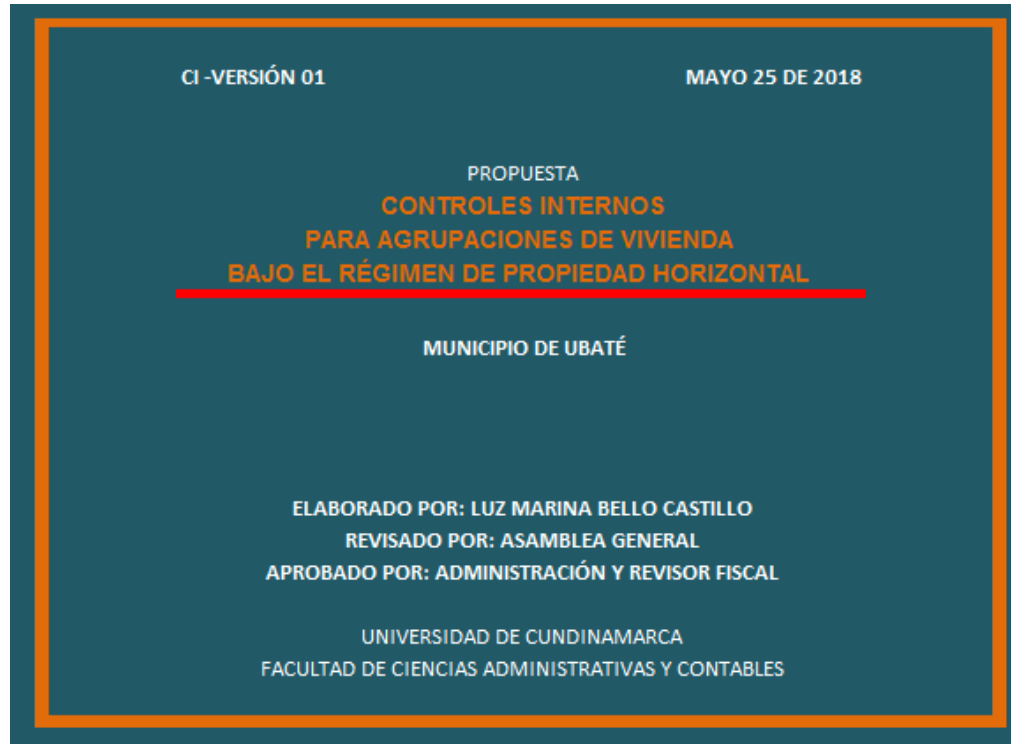 CI -VERSIÓN 01 MAYO 25 DE 2018
PROPUESTA
CONTROLES INTERNOS
PARA AGRUPACIONES DE VIVIENDA
BAJO EL RÉGIMEN DE PROPIEDAD HORIZONTAL
MUNICIPIO DE UBATÉ
ELABORADO POR: LUZ MARINA BELLO CASTILLO
REVISADO POR: ASAMBLEA GENERAL
APROBADO POR: ADMINISTRACIÓN Y REVISOR FISCAL
UNIVERSIDAD DE CUNDINAMARCA
FACULTAD DE CIENCIAS ADMINISTRATIVAS Y CONTABLES